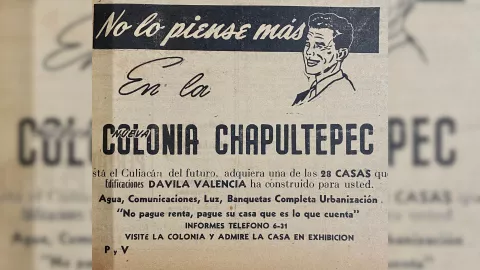 No lo piense más
En la
NUEVA
COLONIA CHAPULTEPEC
stá el Culiacán del futuro, adquiera una de las 28 CASAS qu
Edificaciones DAVILA VALENCIA ha construido para usted.
Agua, Comunicaciones, Luz, Banquetas Completa Urbanización.
"No pague renta, pague su casa que es lo que cuenta"
INFORMES TELEFONO 6-31
VISITE LA COLONIA Y ADMIRE LA CASA EN EXHIBICION
P y V